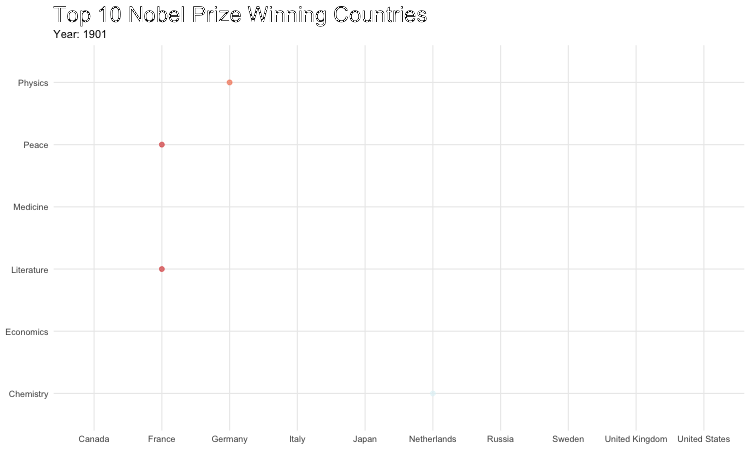 Top 10 Nobel Prize Winning Countries
Year: 1901
Physics
Peace
Medicine
Literature
Economics
Chemistry
Canada France Germany Italy Japan Netherlands Russia Sweden United Kingdom United States